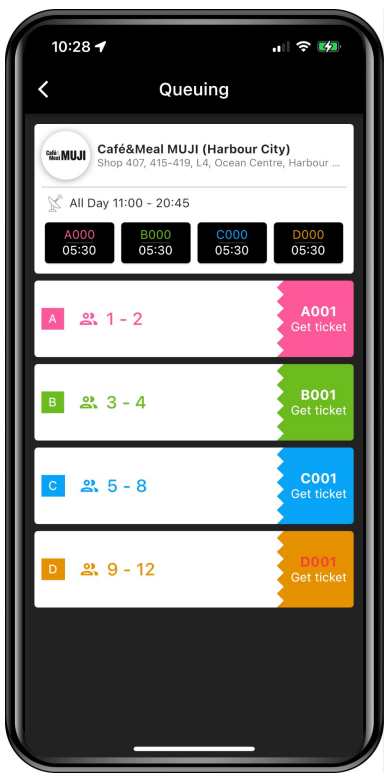 10:28
Queuing
Café&Meal MUJI
Café&Meal MUJI (Harbour City)
Shop 407, 415-419, L4, Ocean Centre, Harbour ...
All Day 11:00 - 20:45
A000 B000 C000 D000
05:30 05:30 05:30 05:30
A 1 - 2 A001
Get ticket
B 3 - 4 B001
Get ticket
C 5 - 8 C001
Get ticket
D 9 - 12 D001
Get ticket